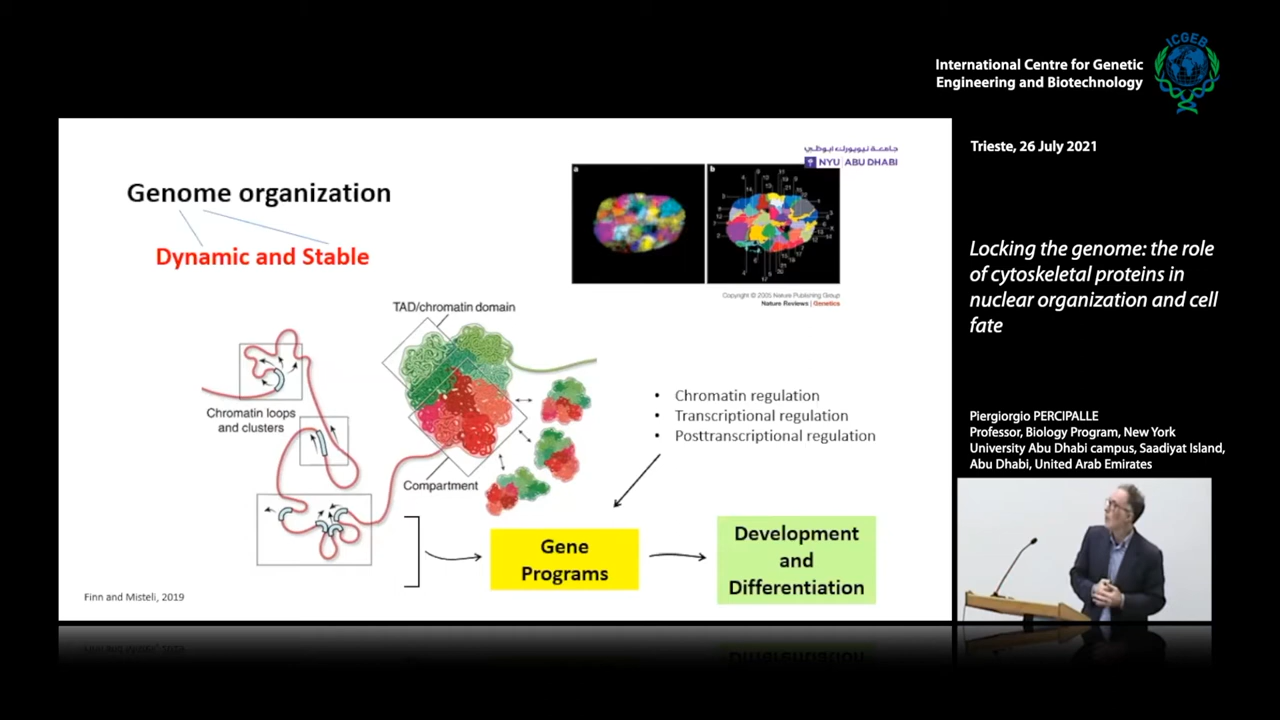 ICGEB
International Centre for Genetic
Engineering and Biotechnology
Trieste, 26 July 2021
Locking the genome: the role
of cytoskeletal proteins in
nuclear organization and cell
fate
Piergiorgio PERCIPALLE
Professor, Biology Program, New York
University Abu Dhabi campus, Saadiyat Island,
Abu Dhabi, United Arab Emirates
جامعة نيويورك أبوظبي
NYU ABU DHABI
Genome organization
Dynamic and Stable
a
b
Copyright © 2005 Nature Publishing Group
Nature Reviews | Genetics
TAD/chromatin domain
Chromatin loops
and clusters
Compartment
• Chromatin regulation
• Transcriptional regulation
• Posttranscriptional regulation
Gene
Programs
Development
and
Differentiation
Finn and Misteli, 2019